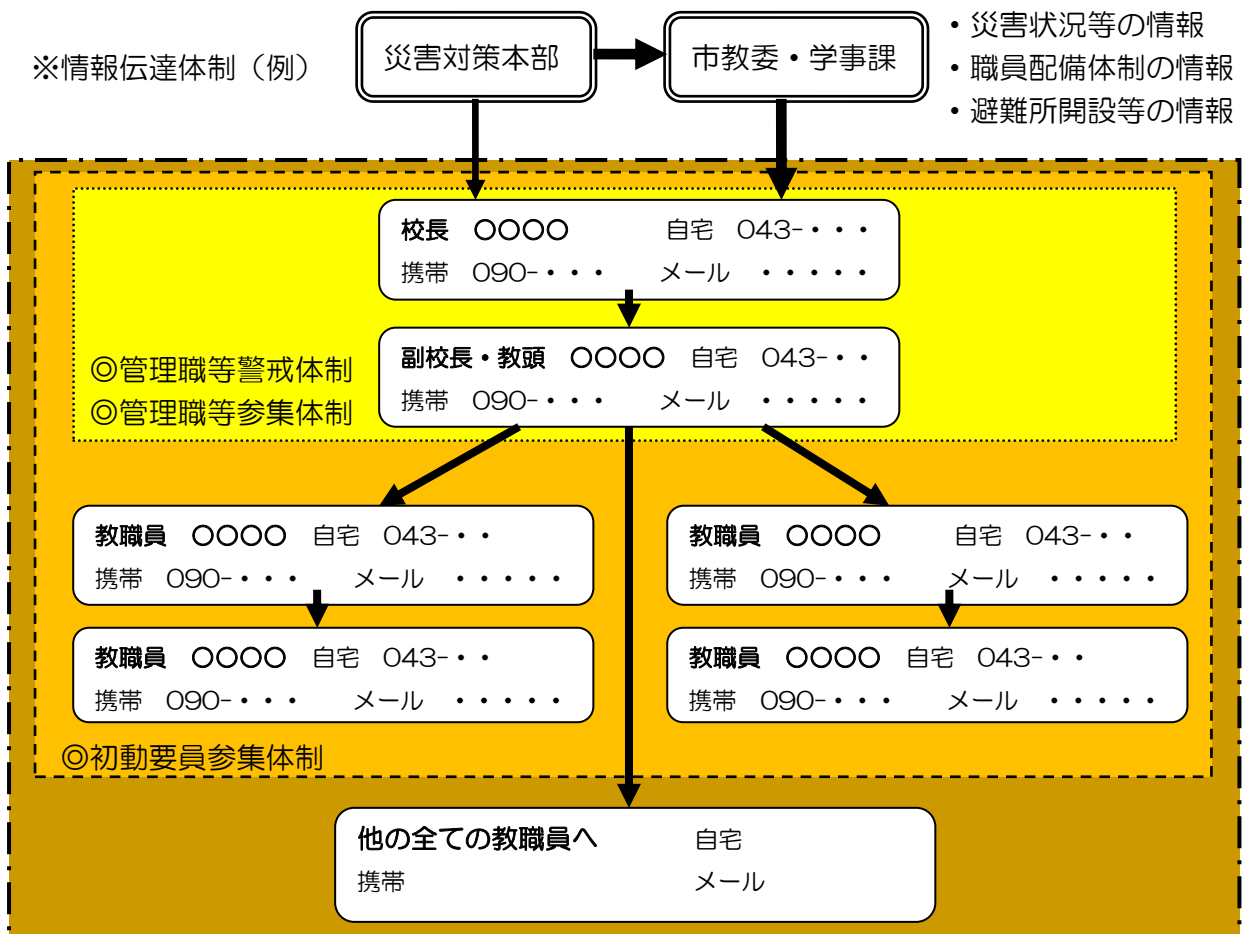 ※情報伝達体制（例）
災害対策本部
市教委・学事課
・災害状況等の情報
・職員配備体制の情報
・避難所開設等の情報
校長　〇〇〇〇　自宅　043-・・・
携帯　090-・・・　メール　・・・・・
副校長・教頭　〇〇〇〇　自宅　043-・・
携帯　090-・・・　メール　・・・・・
◎管理職等警戒体制
◎管理職等参集体制
教職員　〇〇〇〇　自宅　043-・・
携帯　090-・・・　メール　・・・・・
教職員　〇〇〇〇　自宅　043-・・
携帯　090-・・・　メール　・・・・・
教職員　〇〇〇〇　自宅　043-・・
携帯　090-・・・　メール　・・・・・
教職員　〇〇〇〇　自宅　043-・・
携帯　090-・・・　メール　・・・・・
◎初動要員参集体制
他の全ての教職員へ　自宅
携帯　メール